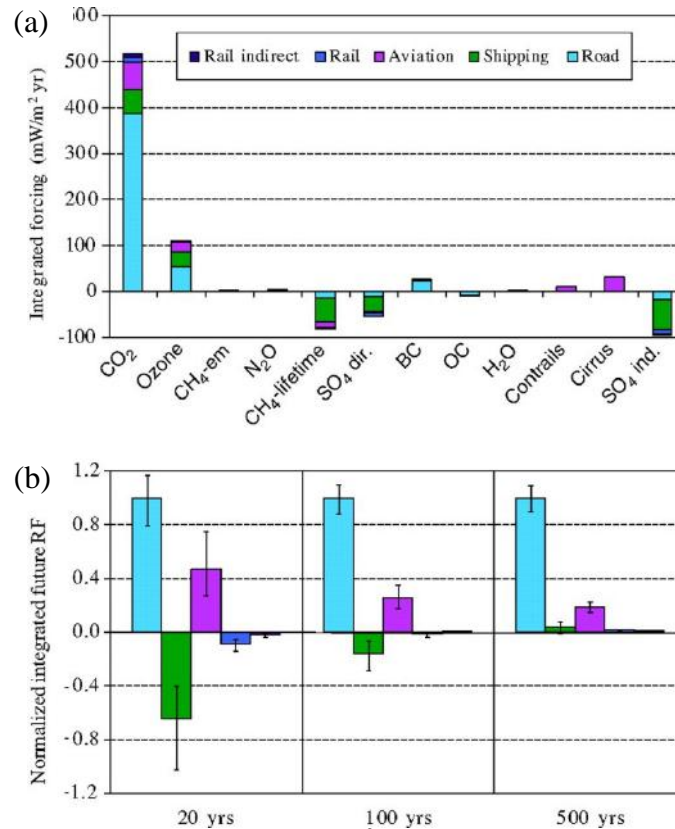 (a)
Integrated forcing (mW/m² yr)
Rail indirect Rail Aviation Shipping Road
500
400
300
200
100
0
-100
CO₂ Ozone CH₄-em N₂O CH₄-lifetime SO₄ dir. BC OC H₂O Contrails Cirrus SO₄ ind.
(b)
Normalized integrated future RF
1.2
0.8
0.4
0.0
-0.4
-0.8
-1.2
20 yrs 100 yrs 500 yrs